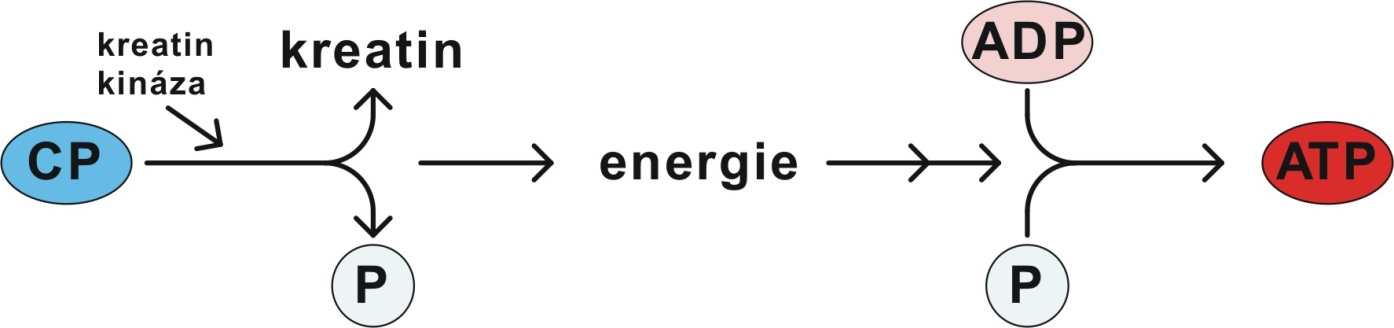 kreatin
kináza
kreatin
CP
P
energie
ADP
P
ATP